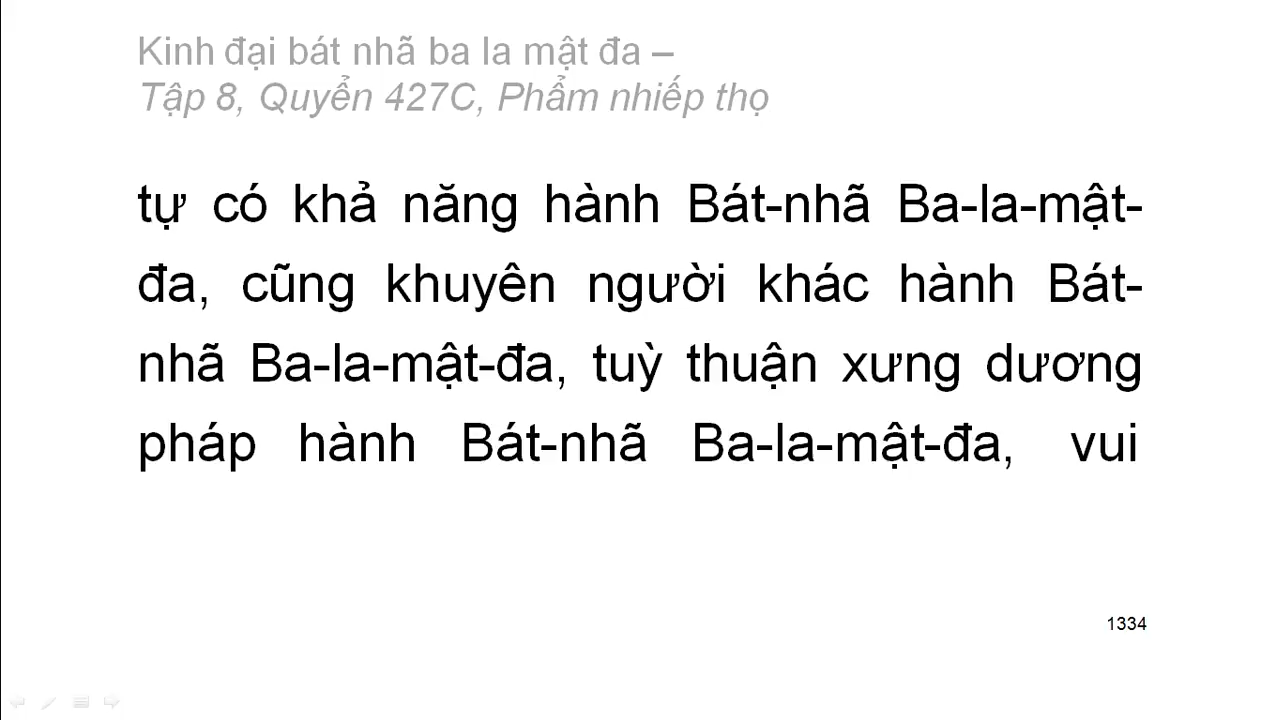 Kinh đại bát nhã ba la mật đa –
Tập 8, Quyển 427C, Phẩm nhiếp thọ
tự có khả năng hành Bát-nhã Ba-la-mật-
đa, cũng khuyên người khác hành Bát-
nhã Ba-la-mật-đa, tuỳ thuận xưng dương
pháp hành Bát-nhã Ba-la-mật-đa, vui
1334